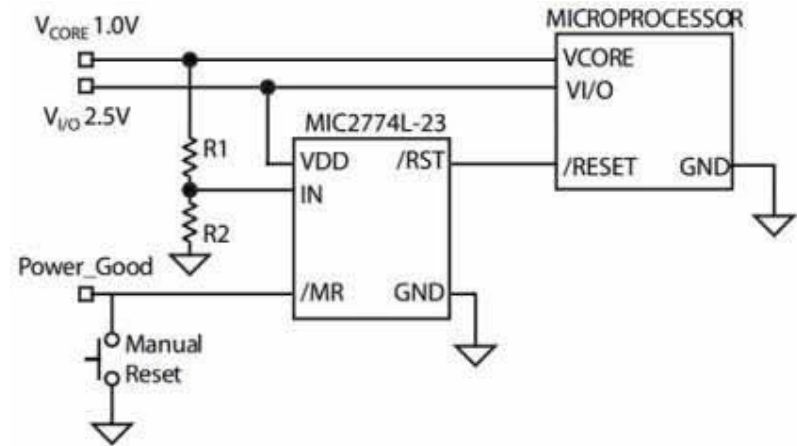 MICROPROCESSOR
VCORE 1.0V
VCORE
VI/O
VI/O 2.5V
MIC2774L-23
R1
VDD
/RST
/RESET
GND
IN
R2
Power_Good
/MR
GND
Manual
Reset